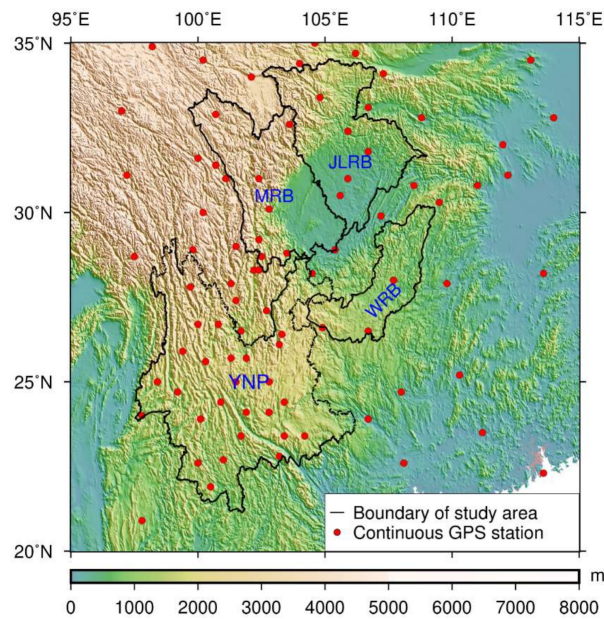 95°E 100°E 105°E 110°E 115°E
35°N
JLRB
MRB
30°N
WRB
25°N
YNP
Boundary of study area
Continuous GPS station
20°N
m
0 1000 2000 3000 4000 5000 6000 7000 8000